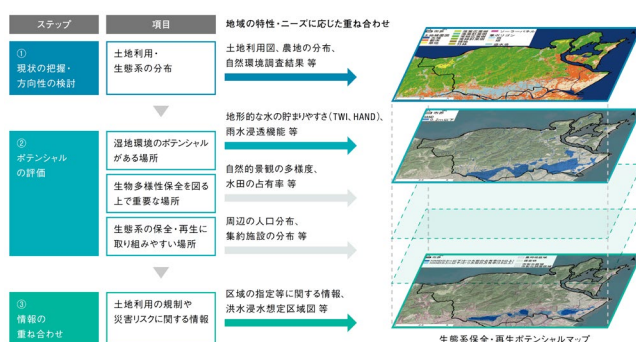 ステップ
項目
地域の特性・ニーズに応じた重ね合わせ
①
現状の把握・
方向性の検討
土地利用・
生態系の分布
土地利用図、農地の分布、
自然環境調査結果 等
②
ポテンシャル
の評価
湿地環境のポテンシャル
がある場所
地形的な水の貯まりやすさ（TWI、HAND）、
雨水浸透機能 等
生物多様性保全を図る
上で重要な場所
自然的景観の多様度、
水田の占有率 等
生態系の保全・再生に
取り組みやすい場所
周辺の人口分布、
集約施設の分布 等
③
情報の
重ね合わせ
土地利用の規制や
災害リスクに関する情報
区域の指定等に関する情報、
洪水浸水想定区域図 等
生態系保全・再生ポテンシャルマップ